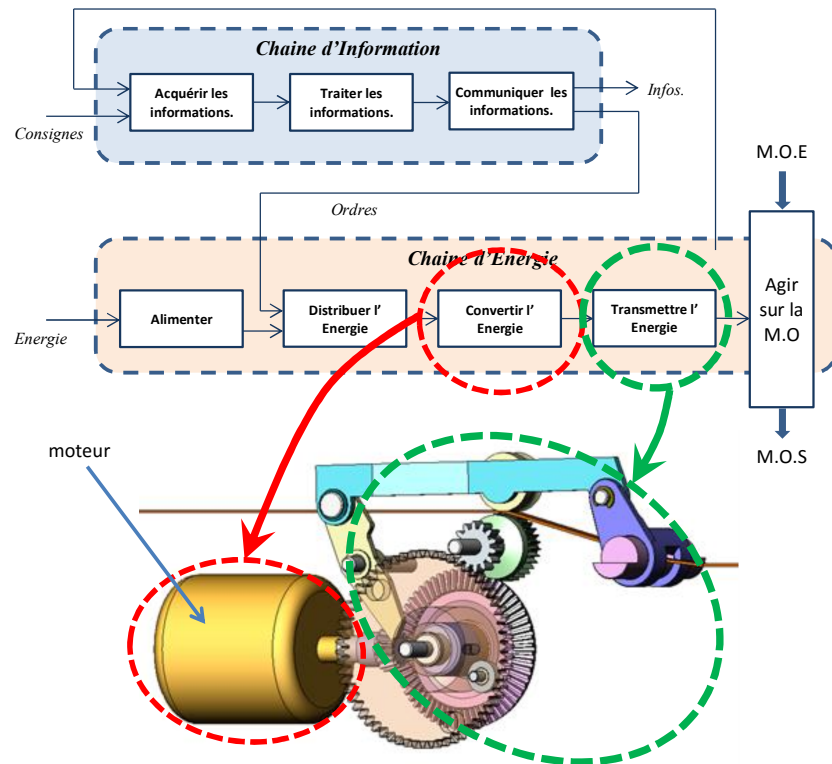 Chaine d'Information
Acquérir les
informations.
Traiter les
informations.
Communiquer les
informations.
Infos.
Consignes
M.O.E
Ordres
Chaine d'Energie
Alimenter
Distribuer l'
Energie
Convertir l'
Energie
Transmettre l'
Energie
Agir
sur la
M.O
Energie
moteur
M.O.S